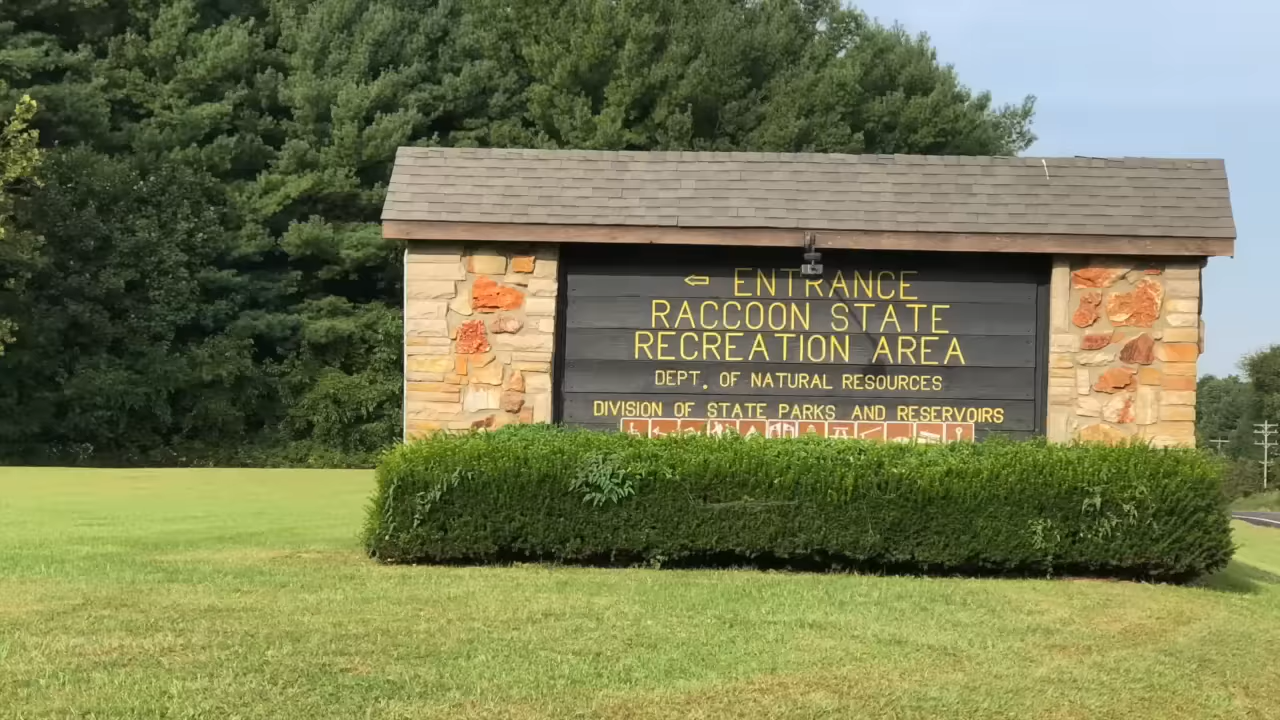 ⇦ ENTRANCE
RACCOON STATE
RECREATION AREA
DEPT. OF NATURAL RESOURCES
DIVISION OF STATE PARKS AND RESERVOIRS